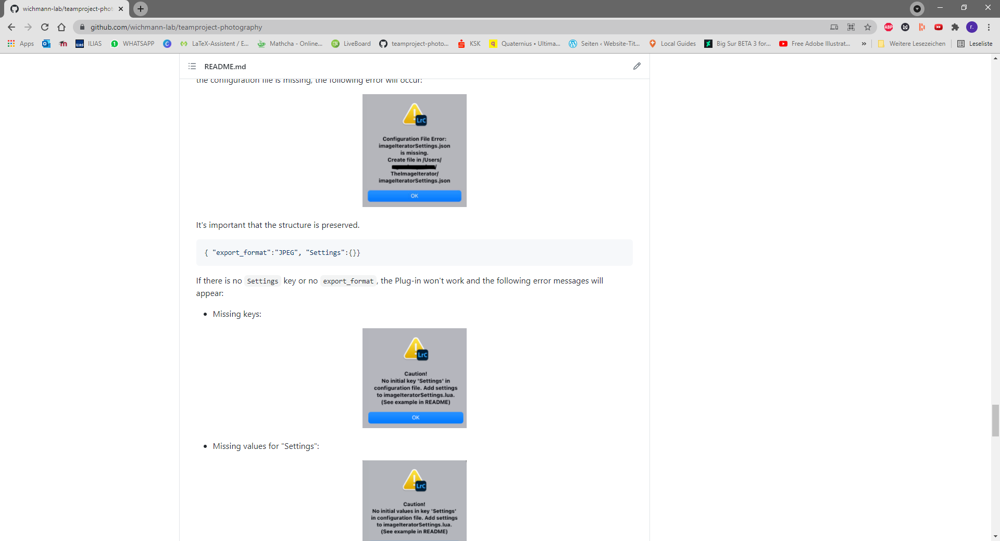 wichmann-lab/teamproject-phot
github.com/wichmann-lab/teamproject-photography
ABP
r.
Apps
ILIAS
ILIAS
1
WHATSAPP
C
LaTeX-Assistent / E...
Mathcha - Online...
LiveBoard
teamproject-photo...
KSK
q
Quaternius • Ultima...
Seiten ‹ Website-Tit...
Local Guides
Big Sur BETA 3 for...
Free Adobe Illustrat...
»
Weitere Lesezeichen
Leseliste
README.md
the configuration file is missing, the following error will occur:
LrC
Configuration File Error:
imageIteratorSettings.json
is missing.
Create file in /Users/
/
TheImageIterator/
imageIteratorSettings.json
OK
It's important that the structure is preserved.
{ "export_format":"JPEG", "Settings":{}}
If there is no Settings key or no export_format, the Plug-in won't work and the following error messages will
appear:
• Missing keys:
LrC
Caution!
No initial key 'Settings' in
configuration file. Add settings
to imageIteratorSettings.lua.
(See example in README)
OK
• Missing values for "Settings":
LrC
Caution!
No initial values in key 'Settings'
in configuration file. Add settings
to imageIteratorSettings.lua.
(See example in README)